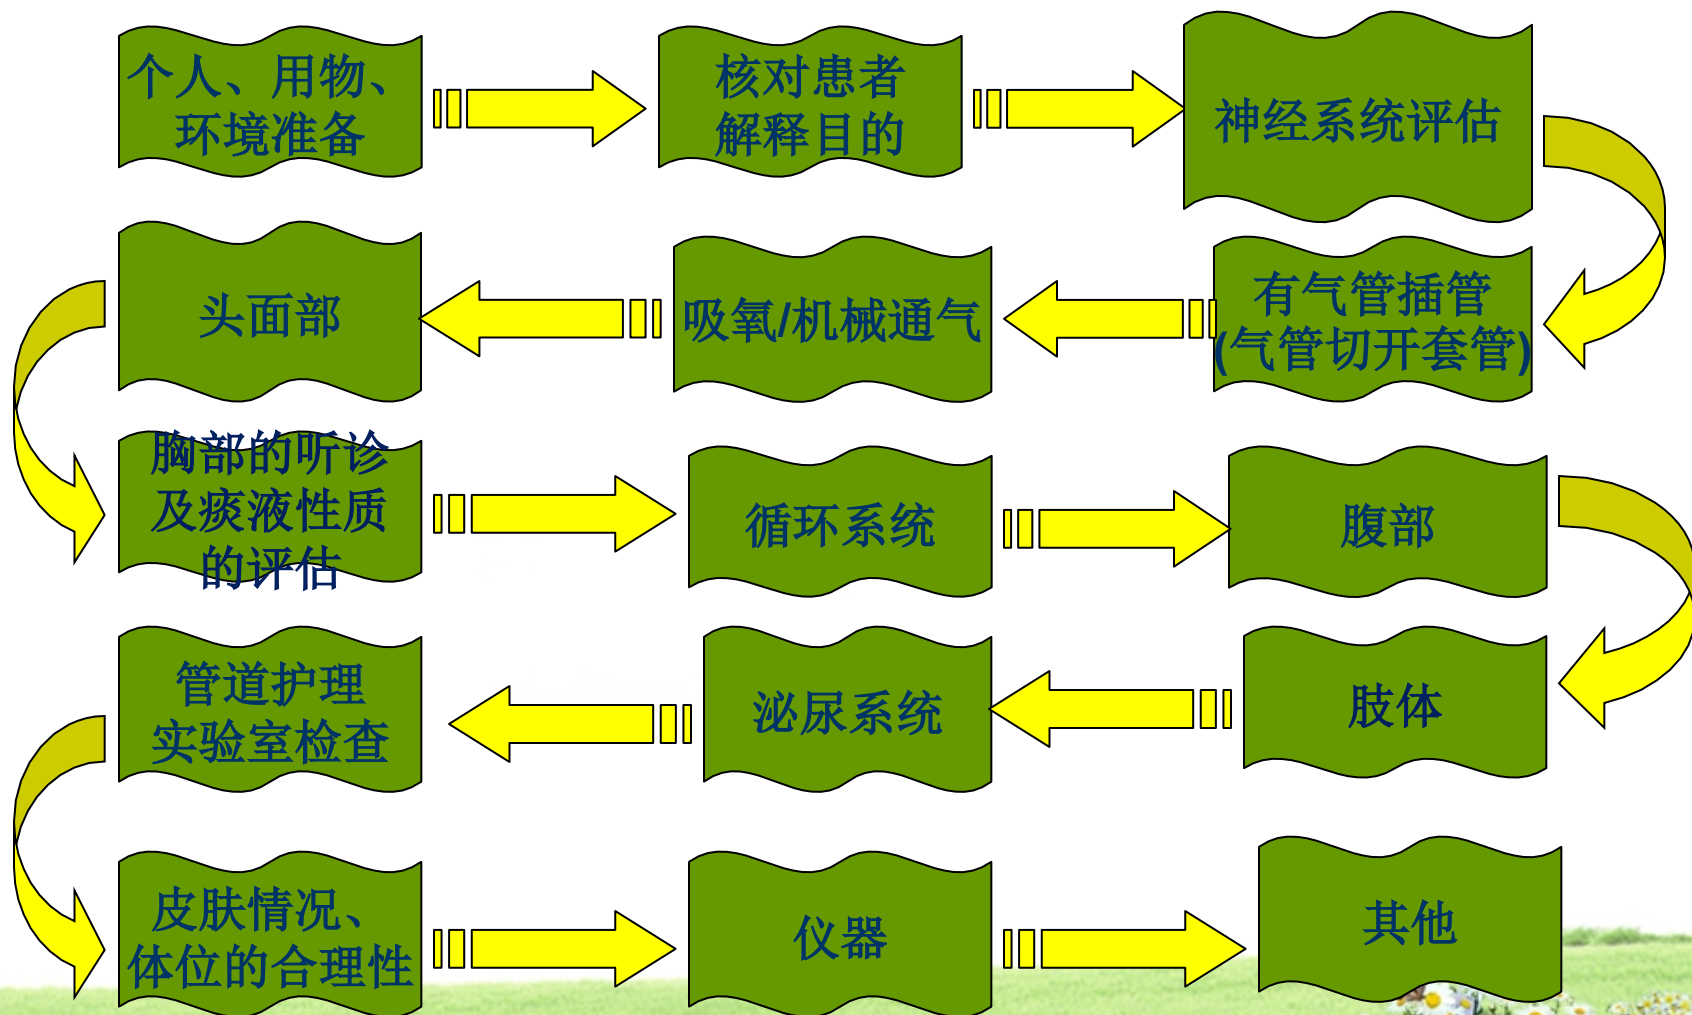 个人、用物、
环境准备
核对患者
解释目的
神经系统评估
有气管插管
(气管切开套管)
吸氧/机械通气
头面部
胸部的听诊
及痰液性质
的评估
循环系统
腹部
肢体
泌尿系统
管道护理
实验室检查
皮肤情况、
体位的合理性
仪器
其他